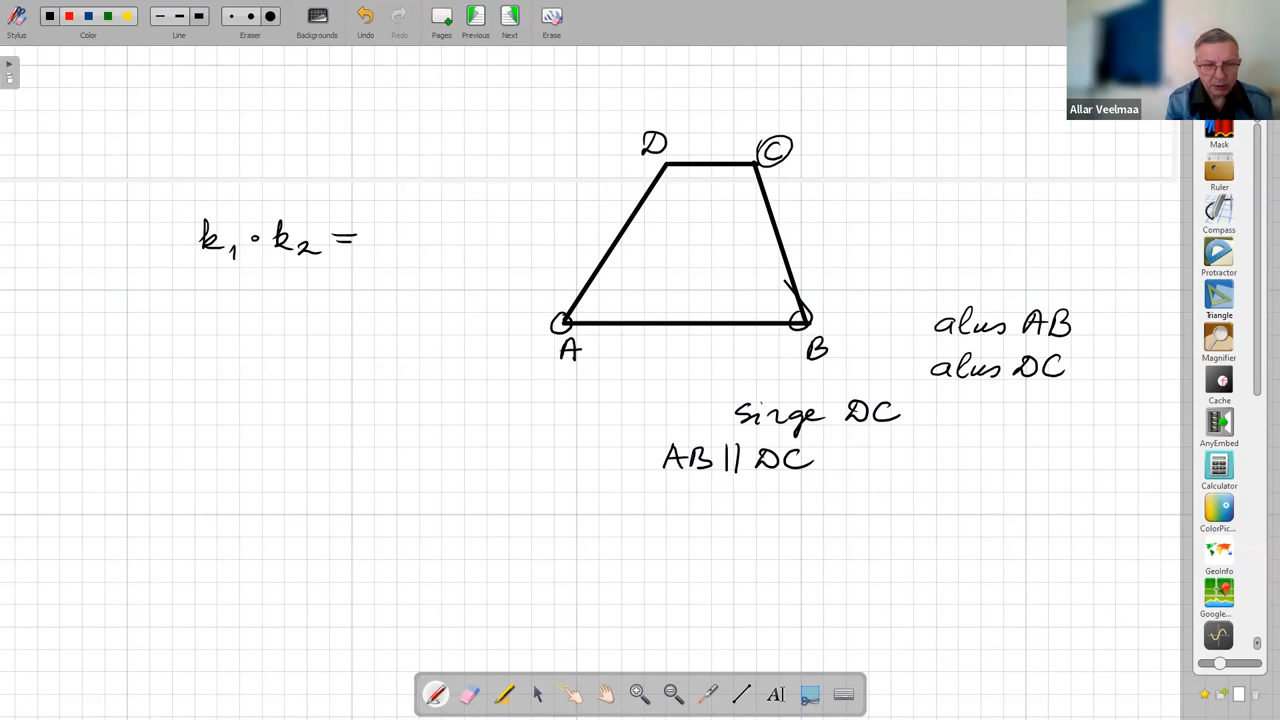 Stylus
Color
Line
Eraser
Backgrounds
Undo
Redo
Pages
Previous
Next
Erase
Allar Veelmaa
Mask
Ruler
Compass
Protractor
Triangle
Magnifier
Cache
AnyEmbed
Calculator
ColorPic...
GeoInfo
Google...
D
C
k₁ · k₂ =
A
B
alus AB
alus DC
sirge DC
AB || DC